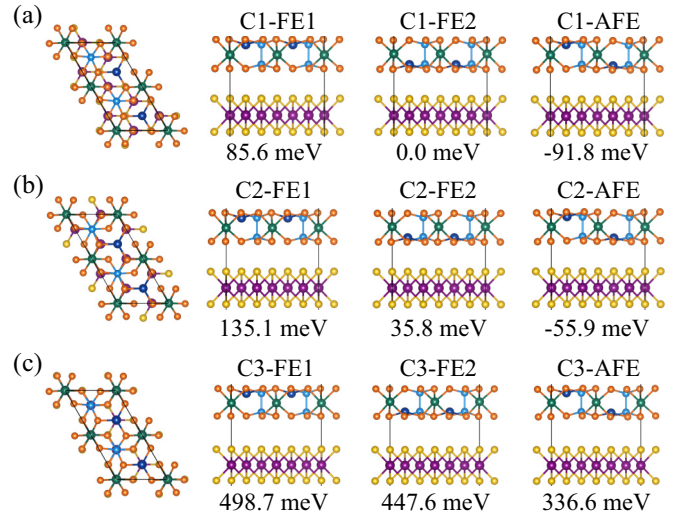 (a)
C1-FE1 C1-FE2 C1-AFE
85.6 meV 0.0 meV -91.8 meV
(b)
C2-FE1 C2-FE2 C2-AFE
135.1 meV 35.8 meV -55.9 meV
(c)
C3-FE1 C3-FE2 C3-AFE
498.7 meV 447.6 meV 336.6 meV